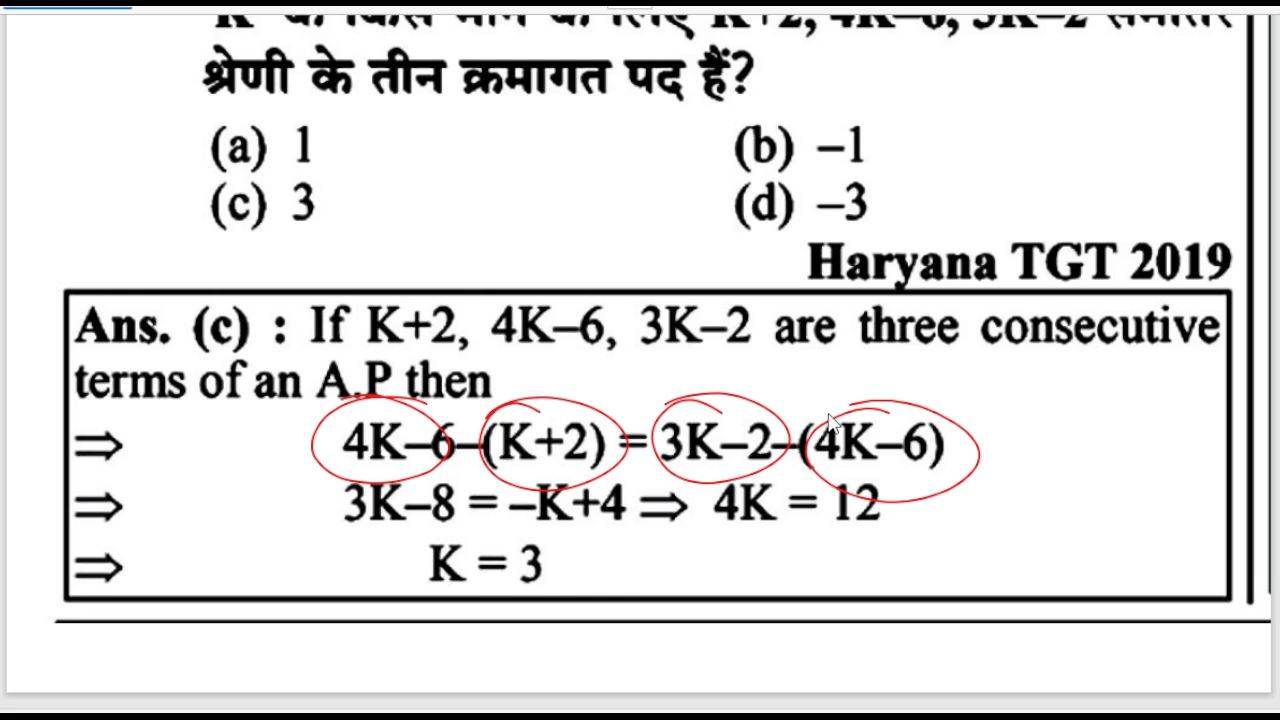 श्रेणी के तीन क्रमागत पद हैं?
(a) 1 (b) –1
(c) 3 (d) –3
Haryana TGT 2019
Ans. (c) : If K+2, 4K–6, 3K–2 are three consecutive
terms of an A.P then
⇒ 4K–6–(K+2) = 3K–2–(4K–6)
⇒ 3K–8 = –K+4 ⇒ 4K = 12
⇒ K = 3